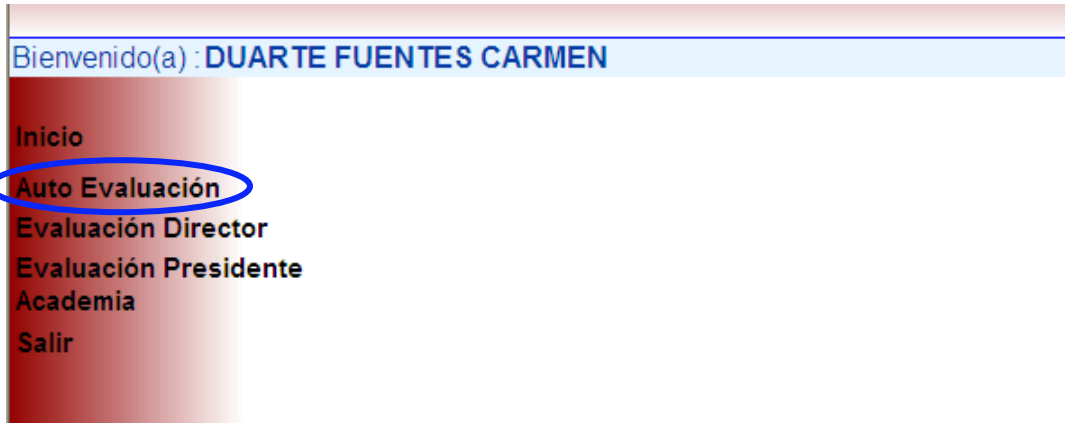 Bienvenido(a) : DUARTE FUENTES CARMEN
Inicio
Auto Evaluación
Evaluación Director
Evaluación Presidente
Academia
Salir